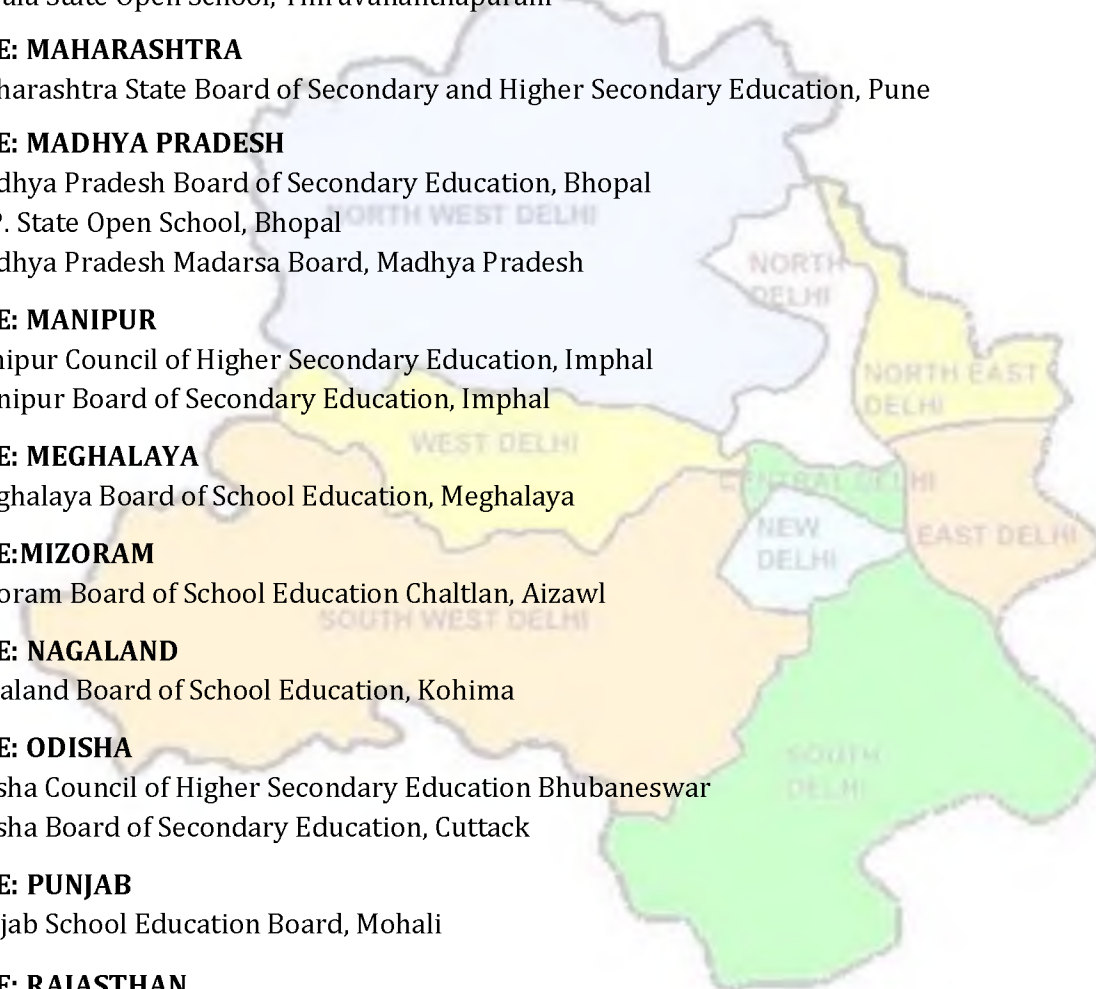 ala State Open School, Thiruvananthapuram
E: MAHARASHTRA
harashtra State Board of Secondary and Higher Secondary Education, Pune
E: MADHYA PRADESH
dhya Pradesh Board of Secondary Education, Bhopal
P. State Open School, Bhopal
dhya Pradesh Madarsa Board, Madhya Pradesh
E: MANIPUR
nipur Council of Higher Secondary Education, Imphal
nipur Board of Secondary Education, Imphal
E: MEGHALAYA
ghalaya Board of School Education, Meghalaya
E:MIZORAM
oram Board of School Education Chaltlan, Aizawl
E: NAGALAND
aland Board of School Education, Kohima
E: ODISHA
sha Council of Higher Secondary Education Bhubaneswar
sha Board of Secondary Education, Cuttack
E: PUNJAB
jab School Education Board, Mohali
E: RAJASTHAN
NORTH WEST DELHI
NORTH
DELHI
NORTH EAST
DELHI
WEST DELHI
CENTRAL DELHI
NEW
DELHI
EAST DELHI
SOUTH WEST DELHI
SOUTH
DELHI